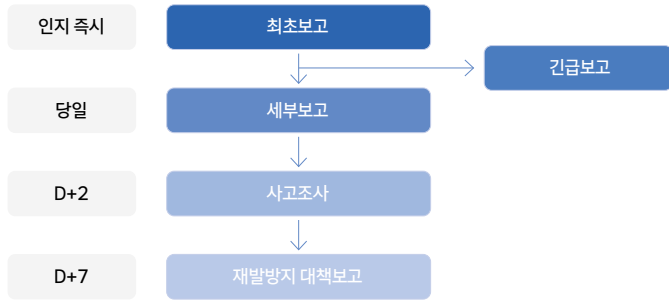 인지 즉시
최초보고
긴급보고
당일
세부보고
D+2
사고조사
D+7
재발방지 대책보고